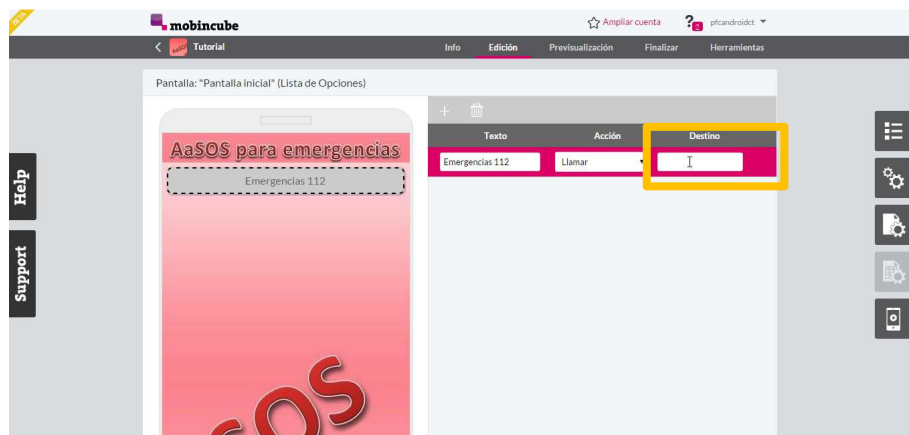 BETA
mobincube
Ampliar cuenta
?
pfcandroidct
Tutorial
Info Edición Previsualización Finalizar Herramientas
Pantalla: "Pantalla inicial" (Lista de Opciones)
Texto Acción Destino
AaSOS para emergencias
Emergencias 112 Llamar
Emergencias 112
Help
Support
SOS